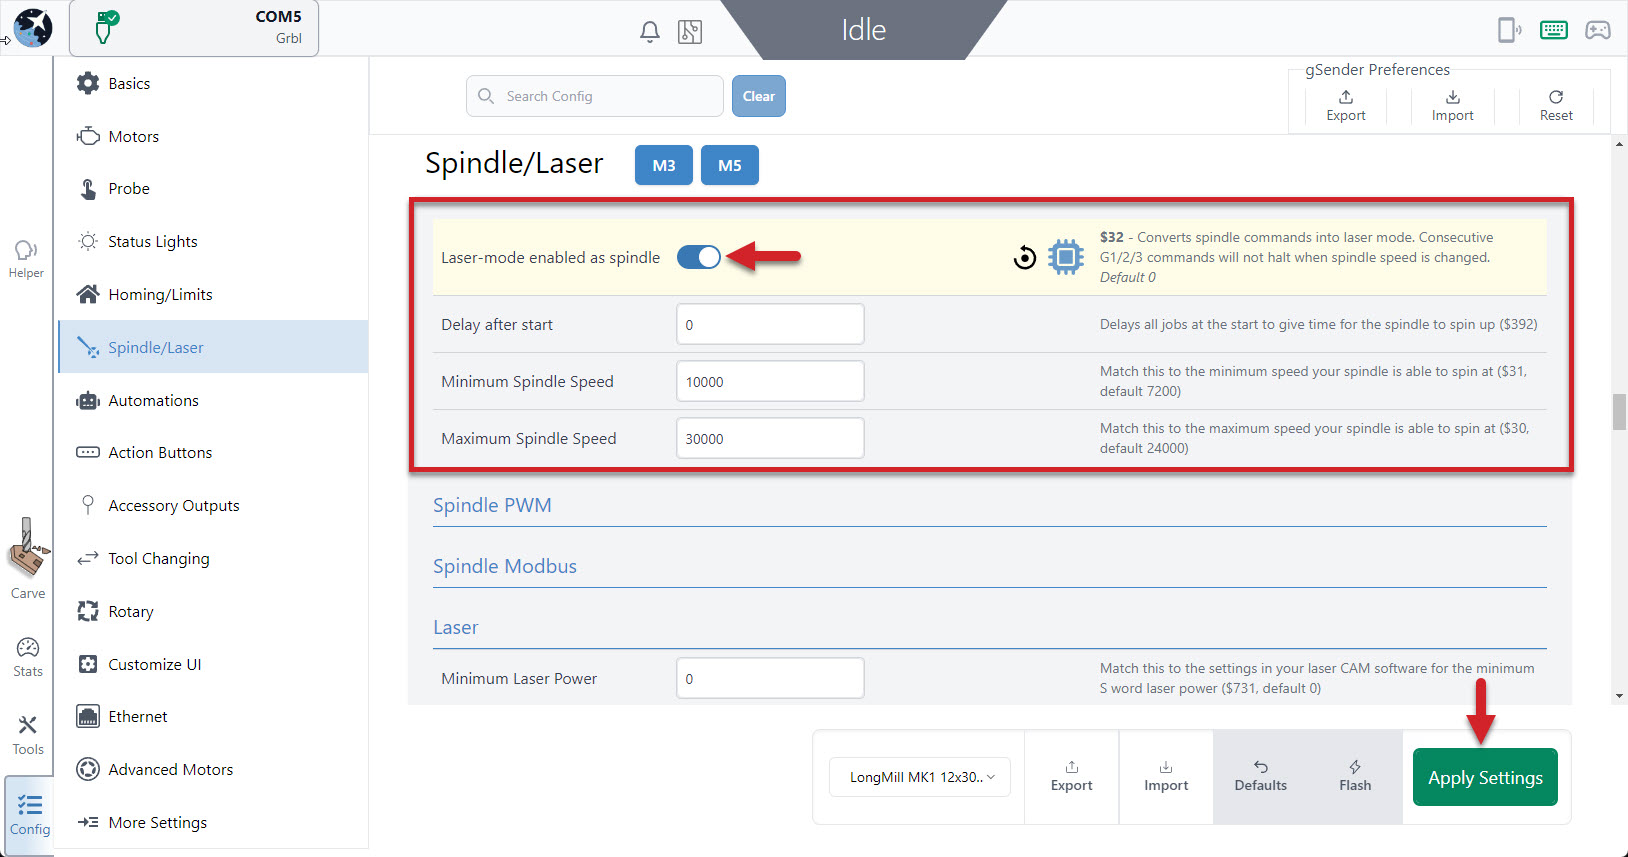 COM5
Grbl
Idle
Helper
Carve
Stats
Tools
Config
Basics
Motors
Probe
Status Lights
Homing/Limits
Spindle/Laser
Automations
Action Buttons
Accessory Outputs
Tool Changing
Rotary
Customize UI
Ethernet
Advanced Motors
More Settings
Search Config
Clear
gSender Preferences
Export
Import
Reset
Spindle/Laser
M3
M5
Laser-mode enabled as spindle
$32 - Converts spindle commands into laser mode. Consecutive
G1/2/3 commands will not halt when spindle speed is changed.
Default 0
Delay after start
0
Delays all jobs at the start to give time for the spindle to spin up ($392)
Minimum Spindle Speed
10000
Match this to the minimum speed your spindle is able to spin at ($31,
default 7200)
Maximum Spindle Speed
30000
Match this to the maximum speed your spindle is able to spin at ($30,
default 24000)
Spindle PWM
Spindle Modbus
Laser
Minimum Laser Power
0
Match this to the settings in your laser CAM software for the minimum
S word laser power ($731, default 0)
LongMill MK1 12x30..
Export
Import
Defaults
Flash
Apply Settings